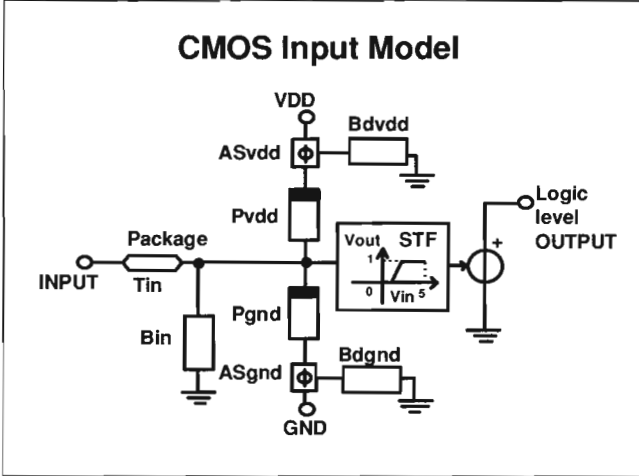 CMOS Input Model
VDD
Bdvdd
ASvdd
Φ
Pvdd
Logic
level
OUTPUT
Vout
STF
1
0
Vin
5
+
Package
INPUT
Tin
Bin
Pgnd
ASgnd
Φ
Bdgnd
GND